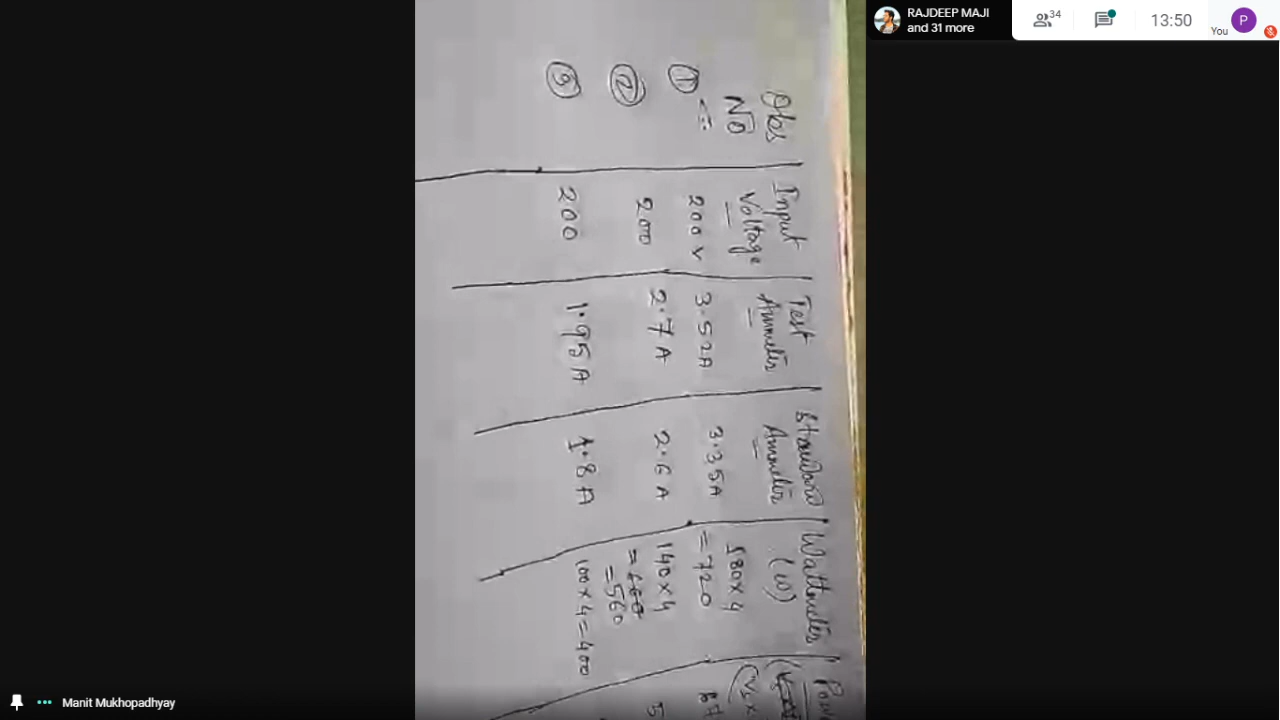 RAJDEEP MAJI
and 31 more
34
13:50
P
You
Obs
No
Input
Voltage
Test
Ammeter
Standard
Ammeter
Wattmeter
(W)
①
200 V
3.52A
3.35A
180×4
= 720
②
200
2.7A
2.6A
140×4
= 560
③
200
1.95A
1.8A
100×4=400
Manit Mukhopadhyay